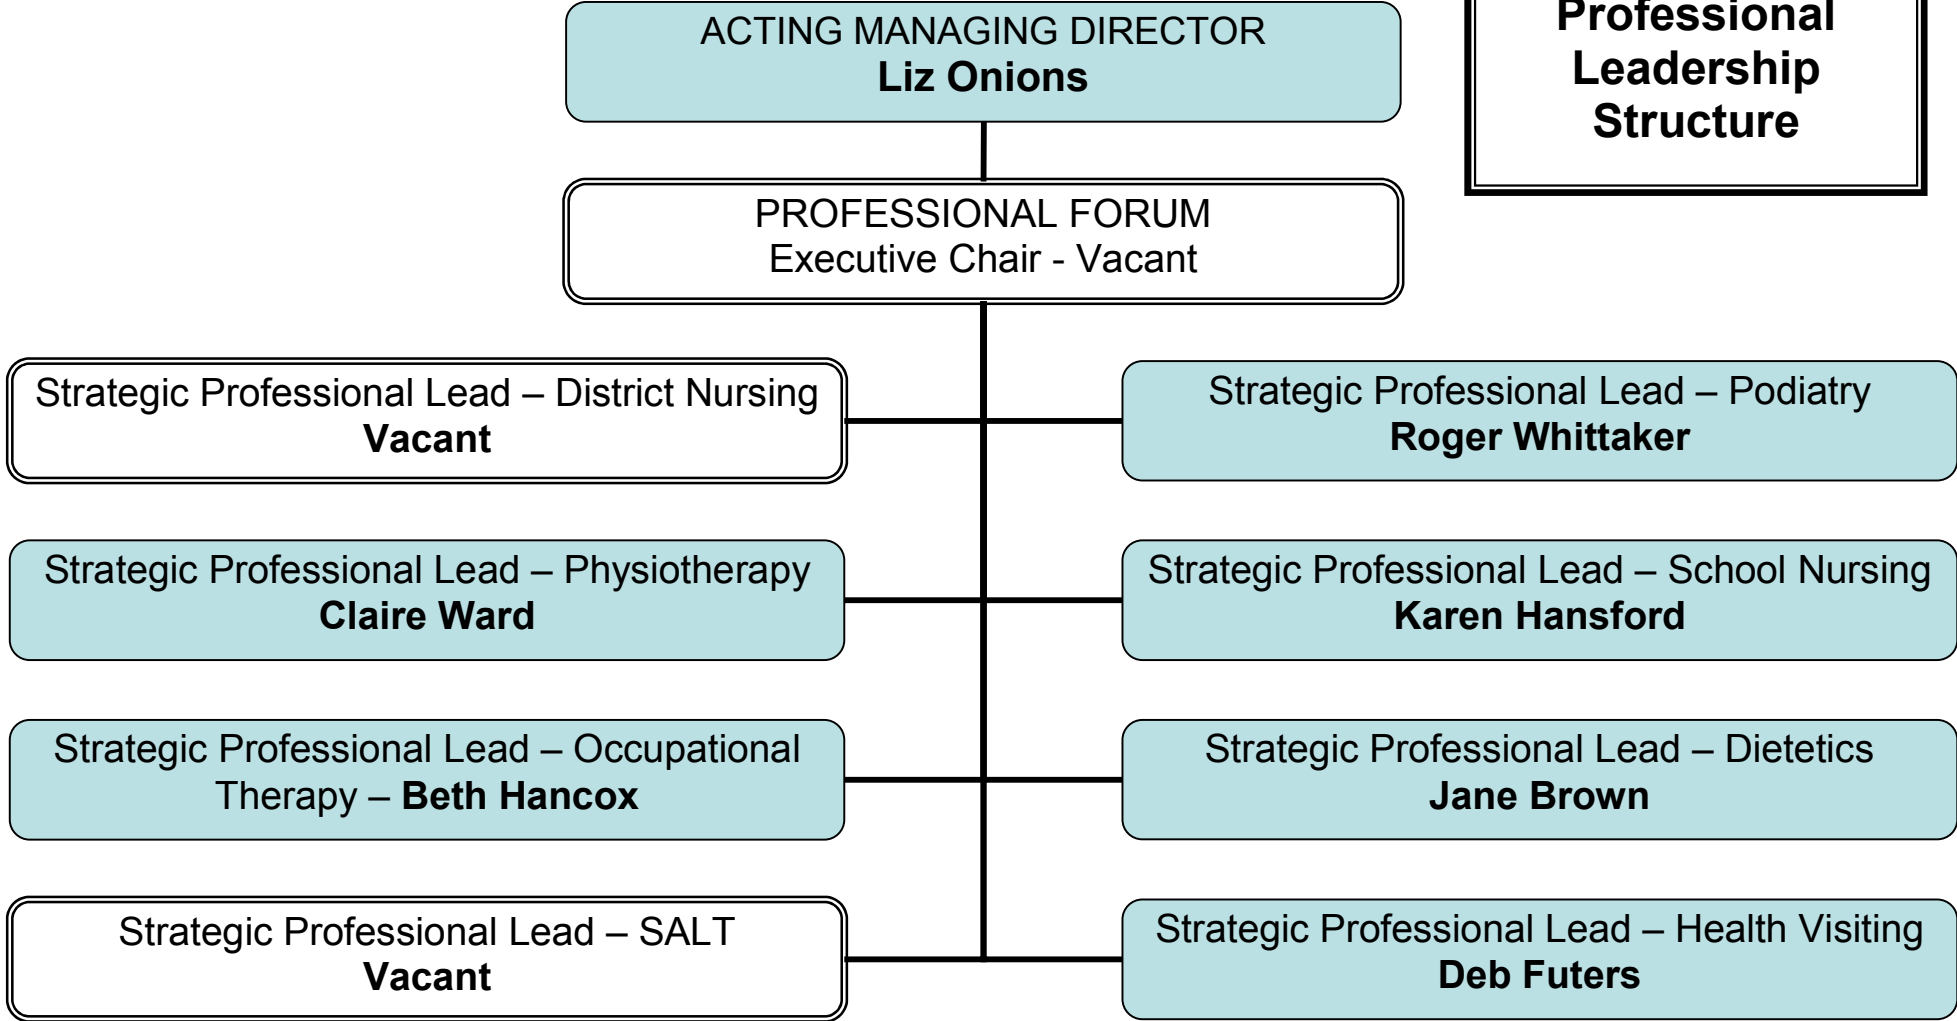 ACTING MANAGING DIRECTOR
Liz Onions
Professional
Leadership
Structure
PROFESSIONAL FORUM
Executive Chair - Vacant
Strategic Professional Lead – District Nursing
Vacant
Strategic Professional Lead – Podiatry
Roger Whittaker
Strategic Professional Lead – Physiotherapy
Claire Ward
Strategic Professional Lead – School Nursing
Karen Hansford
Strategic Professional Lead – Occupational
Therapy – Beth Hancox
Strategic Professional Lead – Dietetics
Jane Brown
Strategic Professional Lead – SALT
Vacant
Strategic Professional Lead – Health Visiting
Deb Futers